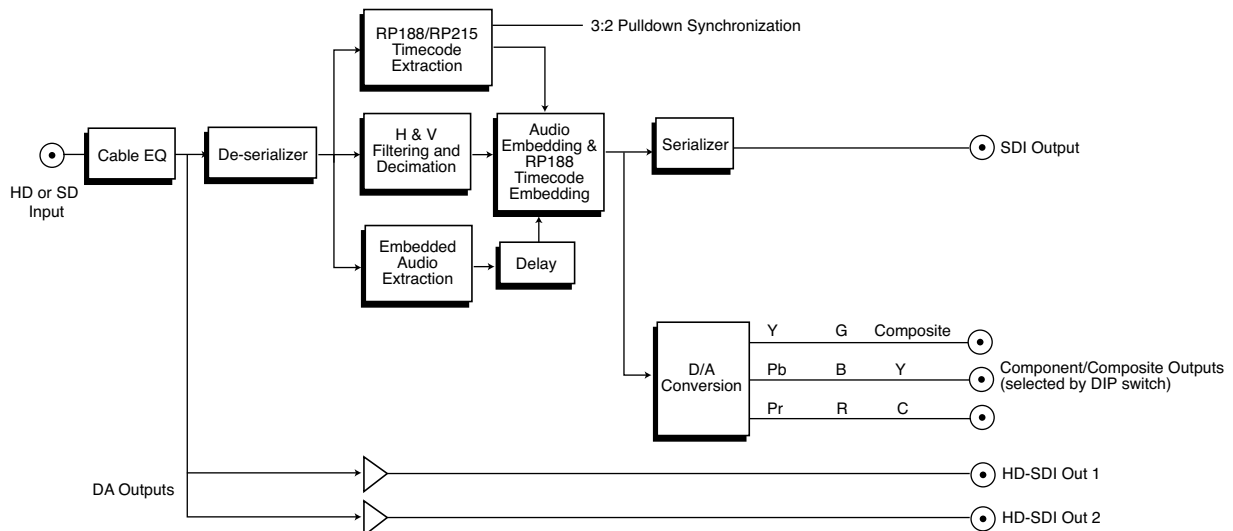 RP188/RP215
Timecode
Extraction
3:2 Pulldown Synchronization
HD or SD
Input
Cable EQ
De-serializer
H & V
Filtering and
Decimation
Audio
Embedding &
RP188
Timecode
Embedding
Serializer
SDI Output
Embedded
Audio
Extraction
Delay
D/A
Conversion
Y G Composite
Pb B Y
Pr R C
Component/Composite Outputs
(selected by DIP switch)
DA Outputs
HD-SDI Out 1
HD-SDI Out 2